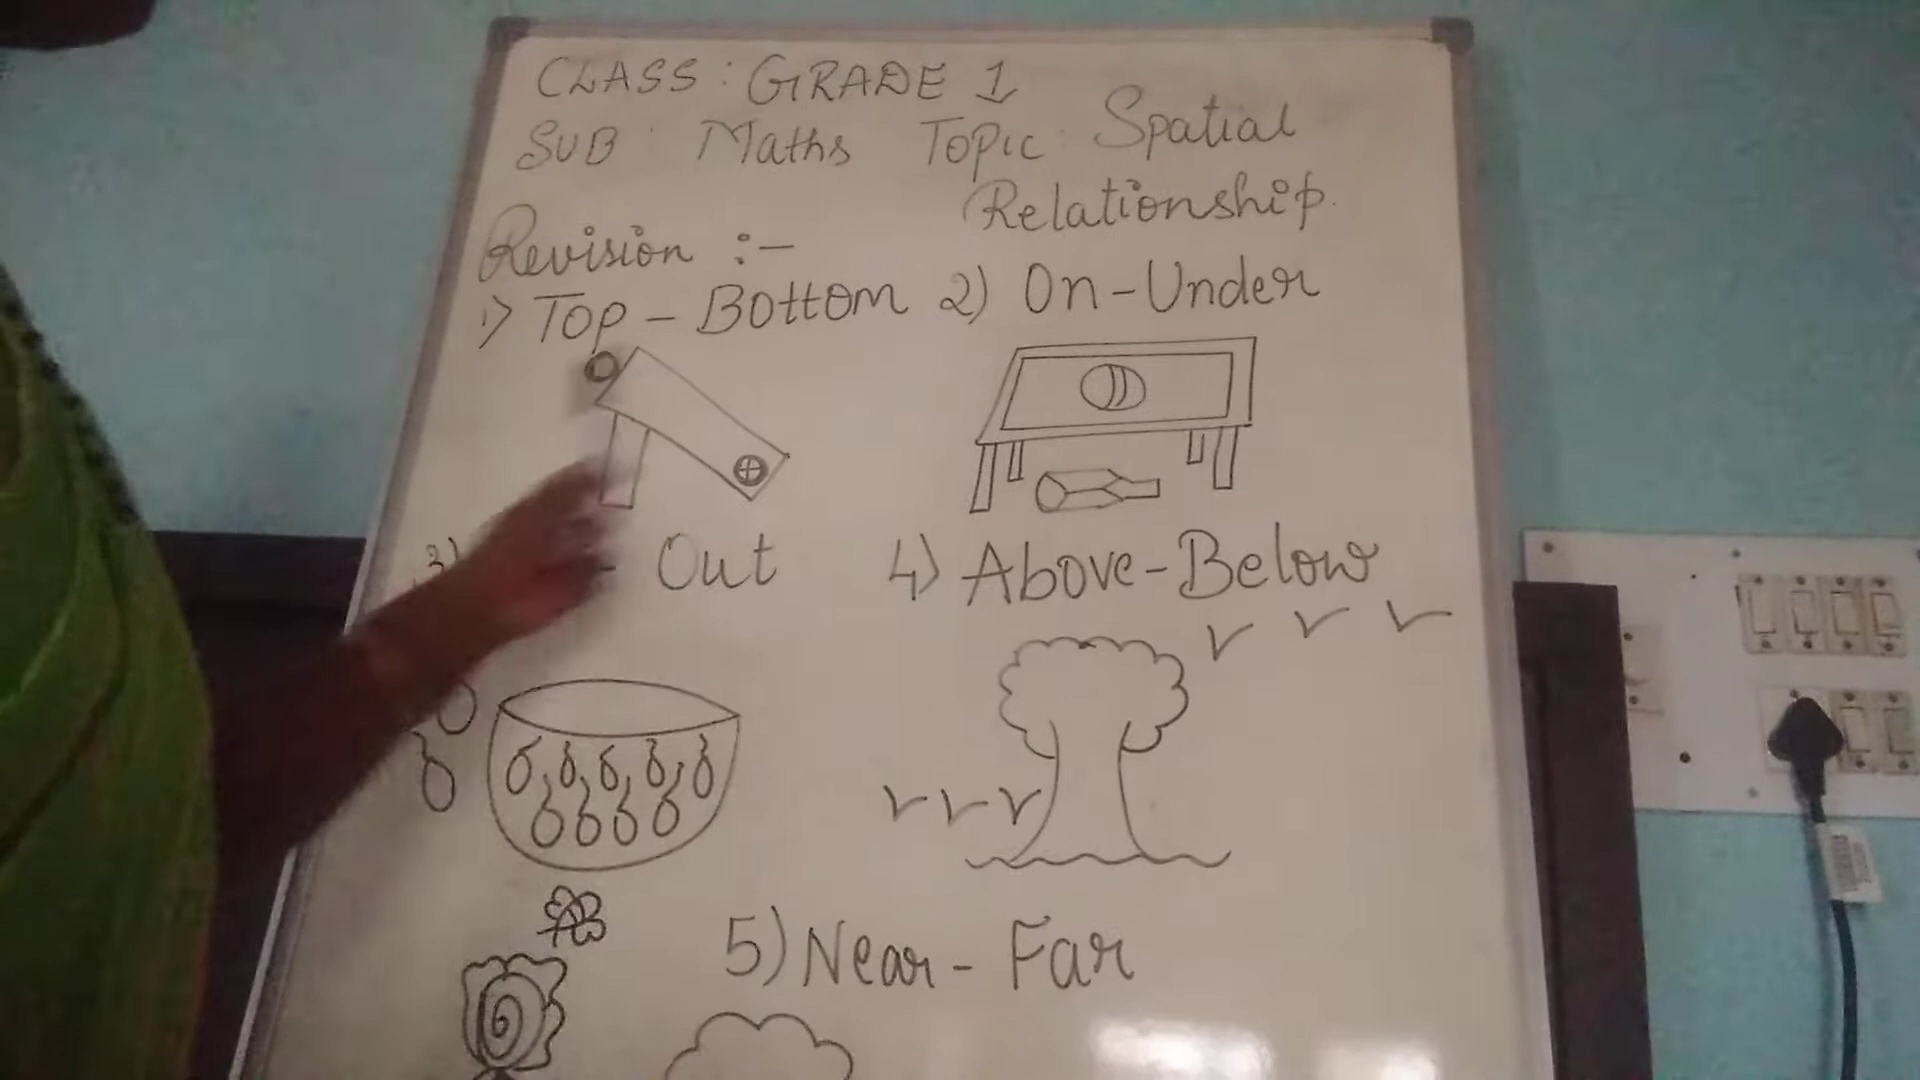 CLASS : GRADE 1
SUB : Maths Topic : Spatial
Relationship.
Revision :-
1) Top - Bottom 2) On-Under
3) - Out 4) Above-Below
5) Near - Far